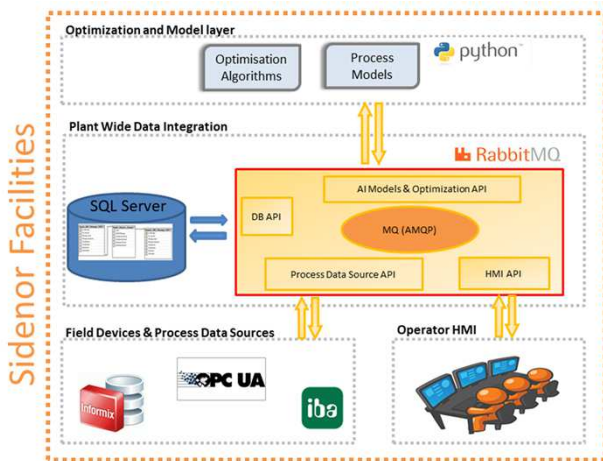 Sidenor Facilities
Optimization and Model layer
Optimisation
Algorithms
Process
Models
python
Plant Wide Data Integration
RabbitMQ
SQL Server
AI Models & Optimization API
DB API
MQ (AMQP)
Process Data Source API
HMI API
Field Devices & Process Data Sources
Operator HMI
Informix
OPC UA
iba